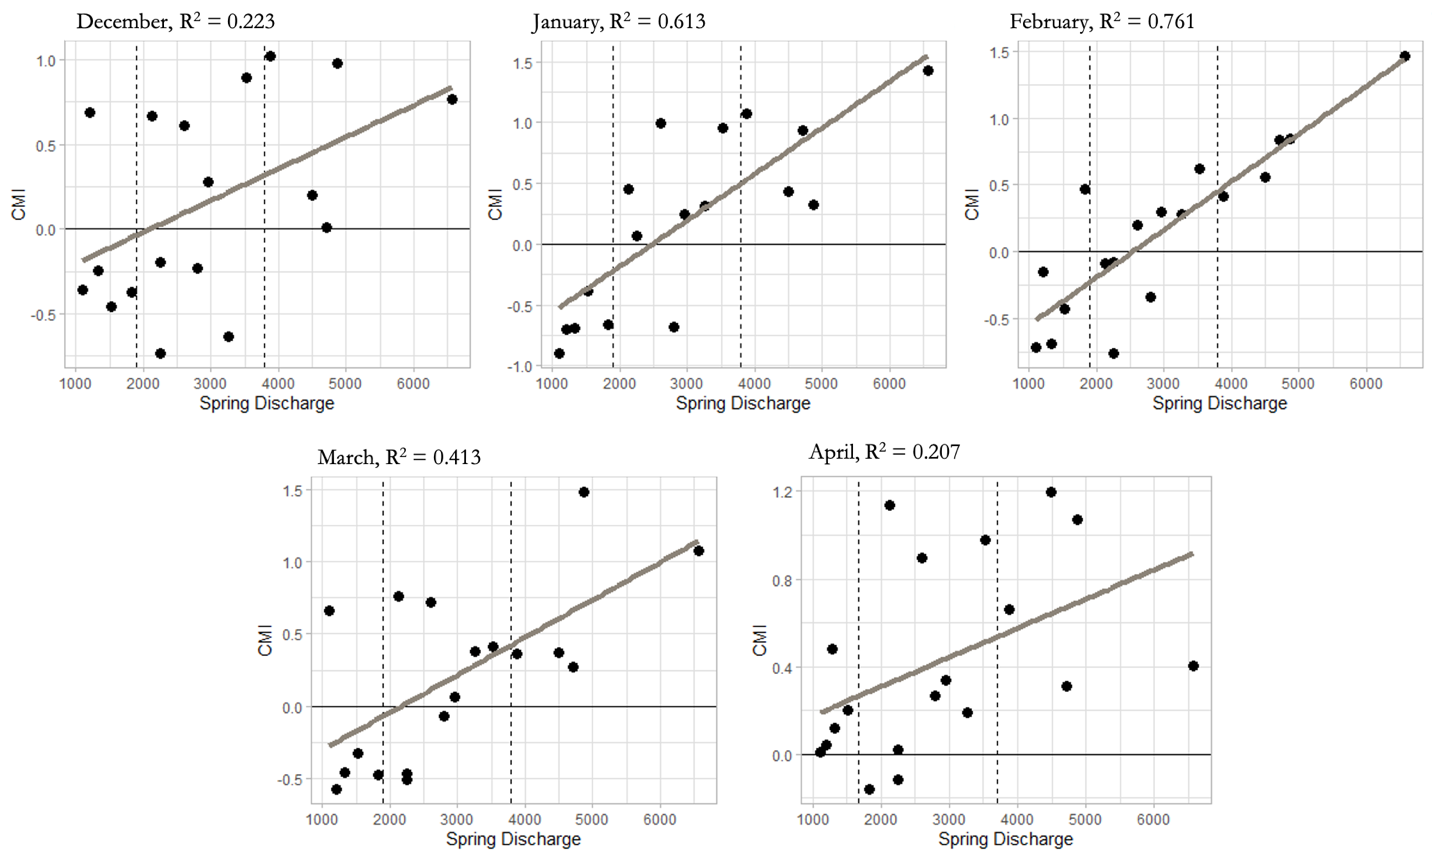 December, R² = 0.223
1.0
0.5
0.0
-0.5
CMI
1000 2000 3000 4000 5000 6000
Spring Discharge
January, R² = 0.613
1.5
1.0
0.5
0.0
-0.5
-1.0
CMI
1000 2000 3000 4000 5000 6000
Spring Discharge
February, R² = 0.761
1.5
1.0
0.5
0.0
-0.5
CMI
1000 2000 3000 4000 5000 6000
Spring Discharge
March, R² = 0.413
1.5
1.0
0.5
0.0
-0.5
CMI
1000 2000 3000 4000 5000 6000
Spring Discharge
April, R² = 0.207
1.2
0.8
0.4
0.0
CMI
1000 2000 3000 4000 5000 6000
Spring Discharge